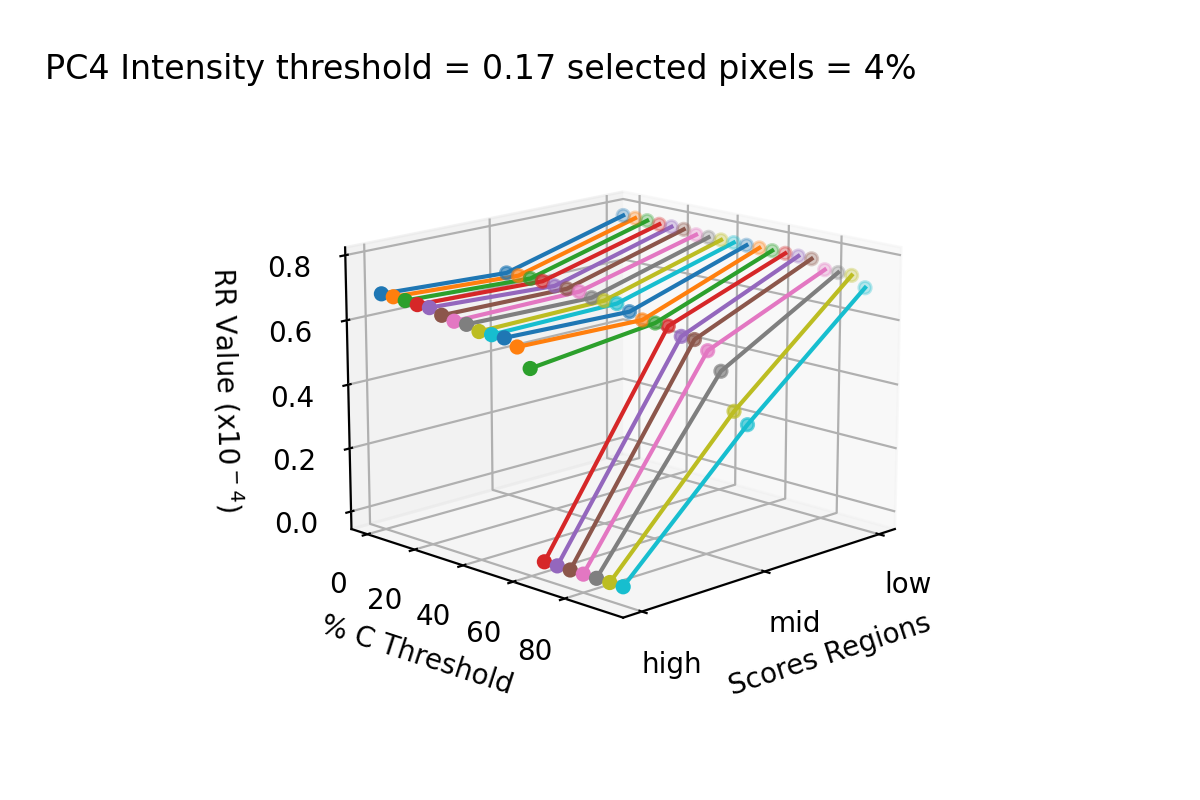 PC4 Intensity threshold = 0.17 selected pixels = 4%
0.8
0.6
0.4
0.2
0.0
RR Value (x10⁻⁴)
0
20
40
60
80
% C Threshold
high
mid
low
Scores Regions